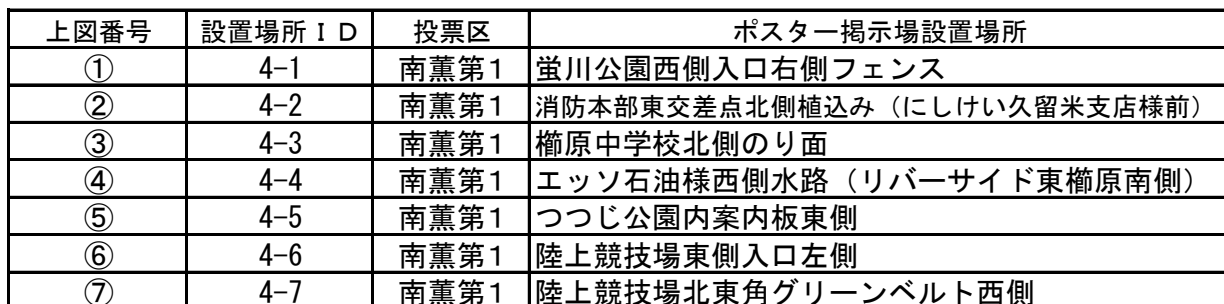 上図番号 設置場所ＩＤ 投票区 ポスター掲示場設置場所
① 4-1 南薫第1 蛍川公園西側入口右側フェンス
② 4-2 南薫第1 消防本部東交差点北側植込み（にしけい久留米支店様前）
③ 4-3 南薫第1 櫛原中学校北側のり面
④ 4-4 南薫第1 エッソ石油様西側水路（リバーサイド東櫛原南側）
⑤ 4-5 南薫第1 つつじ公園内案内板東側
⑥ 4-6 南薫第1 陸上競技場東側入口左側
⑦ 4-7 南薫第1 陸上競技場北東角グリーンベルト西側